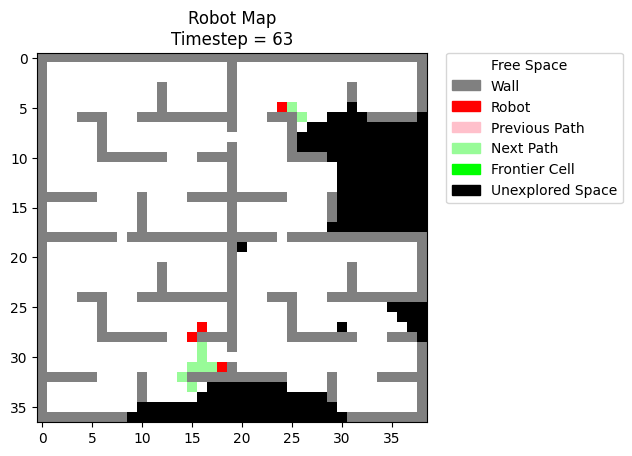 Robot Map
Timestep = 63
0
5
10
15
20
25
30
35
0
5
10
15
20
25
30
35
Free Space
Wall
Robot
Previous Path
Next Path
Frontier Cell
Unexplored Space